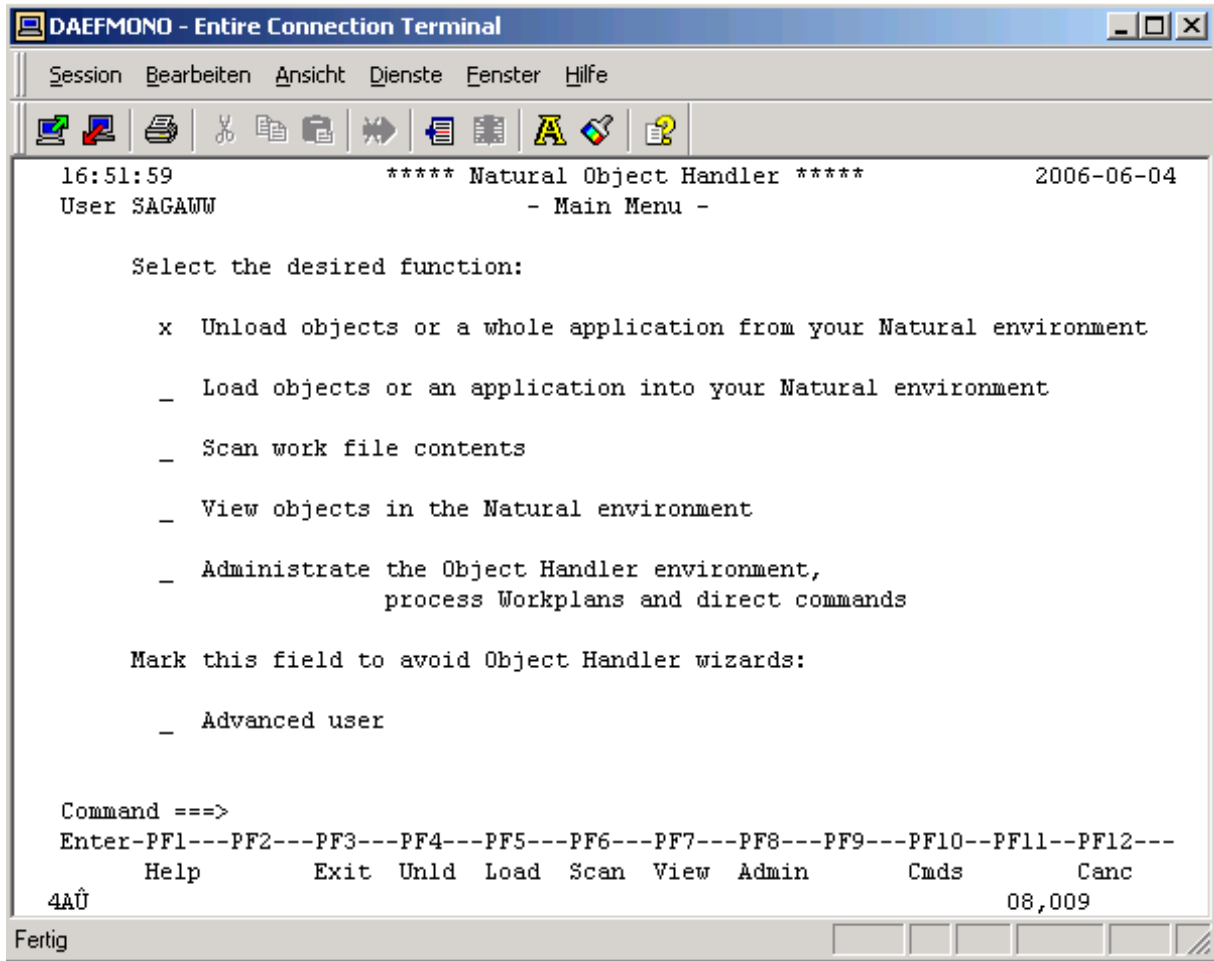 DAEFMONO - Entire Connection Terminal
Session Bearbeiten Ansicht Dienste Fenster Hilfe
16:51:59 ***** Natural Object Handler ***** 2006-06-04
User SAGAWW - Main Menu -
Select the desired function:
x Unload objects or a whole application from your Natural environment
_ Load objects or an application into your Natural environment
_ Scan work file contents
_ View objects in the Natural environment
_ Administrate the Object Handler environment,
process Workplans and direct commands
Mark this field to avoid Object Handler wizards:
_ Advanced user
Command ===>
Enter-PF1---PF2---PF3---PF4---PF5---PF6---PF7---PF8---PF9---PF10--PF11--PF12---
Help Exit Unld Load Scan View Admin Cmds Canc
4AÛ 08,009
Fertig